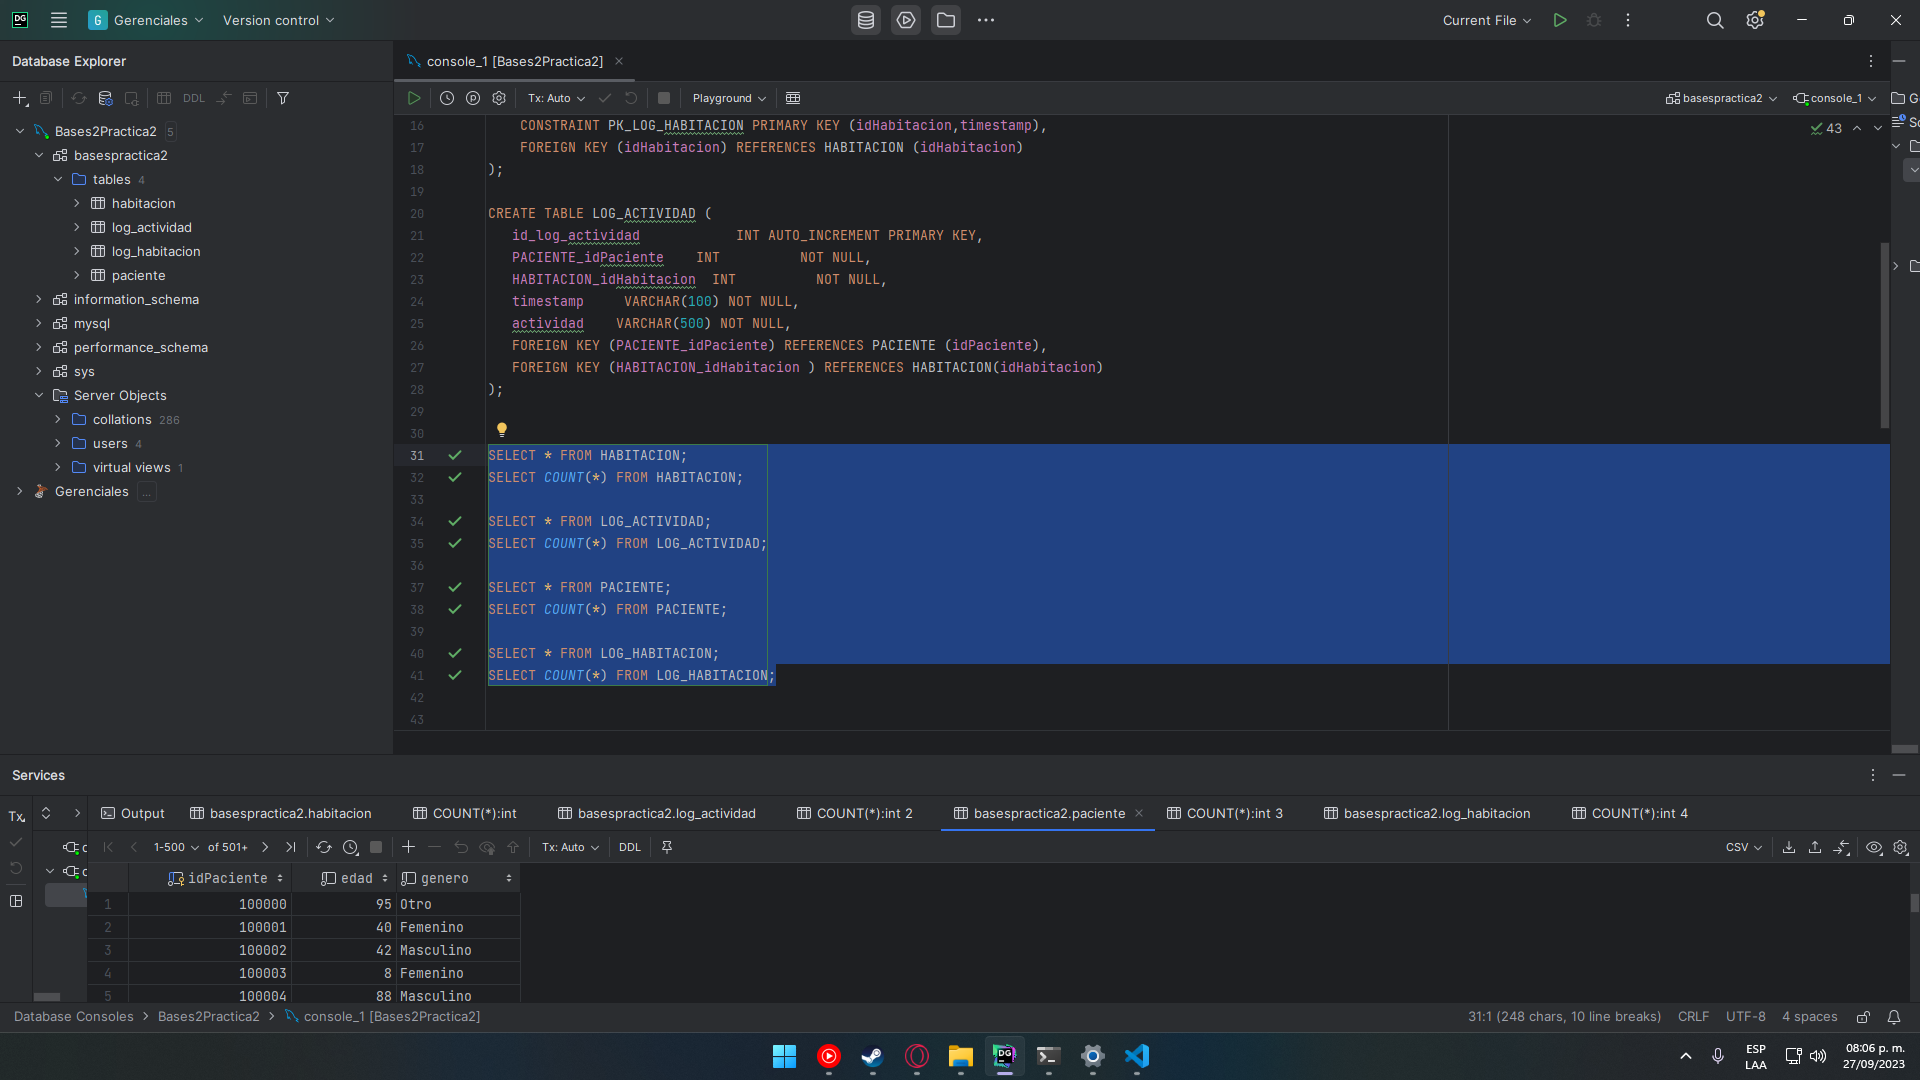 DG G Gerenciales Version control Current File
Database Explorer
console_1 [Bases2Practica2]
DDL
Tx: Auto Playground basespractica2 console_1
Bases2Practica2 5
basespractica2
tables 4
habitacion
log_actividad
log_habitacion
paciente
information_schema
mysql
performance_schema
sys
Server Objects
collations 286
users 4
virtual views 1
Gerenciales ...
43
16 CONSTRAINT PK_LOG_HABITACION PRIMARY KEY (idHabitacion,timestamp),
17 FOREIGN KEY (idHabitacion) REFERENCES HABITACION (idHabitacion)
18 );
19
20 CREATE TABLE LOG_ACTIVIDAD (
21 id_log_actividad INT AUTO_INCREMENT PRIMARY KEY,
22 PACIENTE_idPaciente INT NOT NULL,
23 HABITACION_idHabitacion INT NOT NULL,
24 timestamp VARCHAR(100) NOT NULL,
25 actividad VARCHAR(500) NOT NULL,
26 FOREIGN KEY (PACIENTE_idPaciente) REFERENCES PACIENTE (idPaciente),
27 FOREIGN KEY (HABITACION_idHabitacion ) REFERENCES HABITACION(idHabitacion)
28 );
29
30
31 SELECT * FROM HABITACION;
32 SELECT COUNT(*) FROM HABITACION;
33
34 SELECT * FROM LOG_ACTIVIDAD;
35 SELECT COUNT(*) FROM LOG_ACTIVIDAD;
36
37 SELECT * FROM PACIENTE;
38 SELECT COUNT(*) FROM PACIENTE;
39
40 SELECT * FROM LOG_HABITACION;
41 SELECT COUNT(*) FROM LOG_HABITACION;
42
43
Services
Tx
Output basespractica2.habitacion COUNT(*):int basespractica2.log_actividad COUNT(*):int 2 basespractica2.paciente COUNT(*):int 3 basespractica2.log_habitacion COUNT(*):int 4
1-500 of 501+ Tx: Auto DDL CSV
idPaciente edad genero
1 100000 95 Otro
2 100001 40 Femenino
3 100002 42 Masculino
4 100003 8 Femenino
5 100004 88 Masculino
Database Consoles Bases2Practica2 console_1 [Bases2Practica2] 31:1 (248 chars, 10 line breaks) CRLF UTF-8 4 spaces
DG
ESP
LAA
08:06 p. m.
27/09/2023